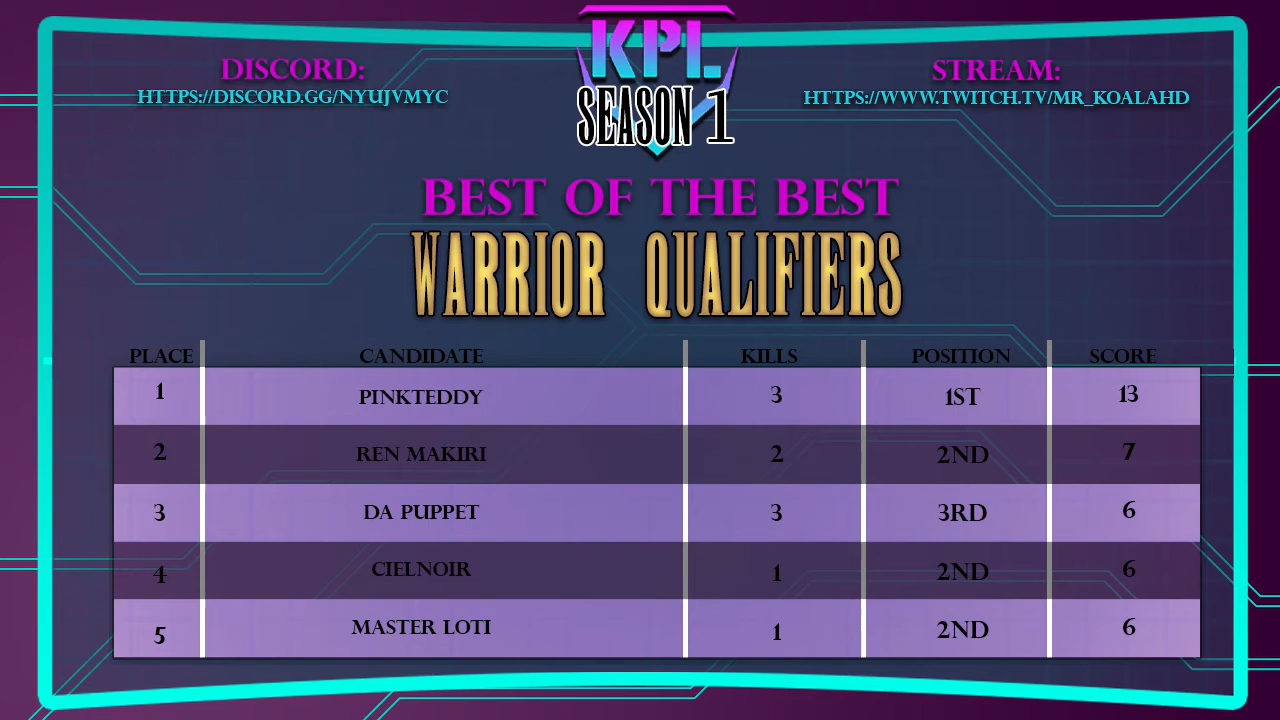 KPL
SEASON 1
DISCORD:
HTTPS://DISCORD.GG/NYUJVMYC
STREAM:
HTTPS://WWW.TWITCH.TV/MR_KOALAHD
BEST OF THE BEST
WARRIOR QUALIFIERS
PLACE CANDIDATE KILLS POSITION SCORE
1 PINKTEDDY 3 1ST 13
2 REN MAKIRI 2 2ND 7
3 DA PUPPET 3 3RD 6
4 CIELNOIR 1 2ND 6
5 MASTER LOTI 1 2ND 6